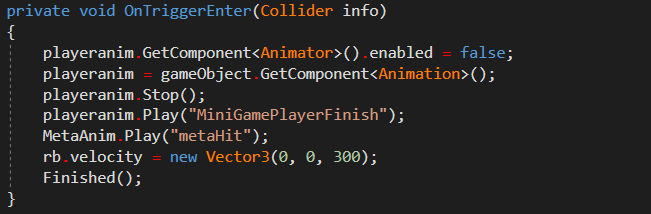 private void OnTriggerEnter(Collider info)
{
playeranim.GetComponent<Animator>().enabled = false;
playeranim = gameObject.GetComponent<Animation>();
playeranim.Stop();
playeranim.Play("MiniGamePlayerFinish");
MetaAnim.Play("metaHit");
rb.velocity = new Vector3(0, 0, 300);
Finished();
}